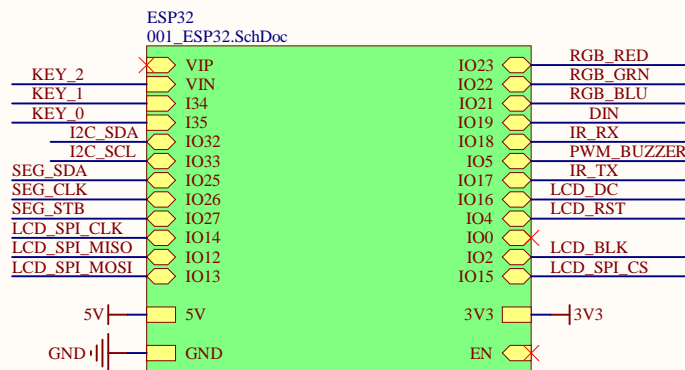 ESP32
001_ESP32.SchDoc
VIP IO23 RGB_RED
KEY_2 VIN IO22 RGB_GRN
KEY_1 I34 IO21 RGB_BLU
KEY_0 I35 IO19 DIN
I2C_SDA IO32 IO18 IR_RX
I2C_SCL IO33 IO5 PWM_BUZZER
SEG_SDA IO25 IO17 IR_TX
SEG_CLK IO26 IO16 LCD_DC
SEG_STB IO27 IO4 LCD_RST
LCD_SPI_CLK IO14 IO0
LCD_SPI_MISO IO12 IO2 LCD_BLK
LCD_SPI_MOSI IO13 IO15 LCD_SPI_CS
5V 5V 3V3 3V3
GND GND EN